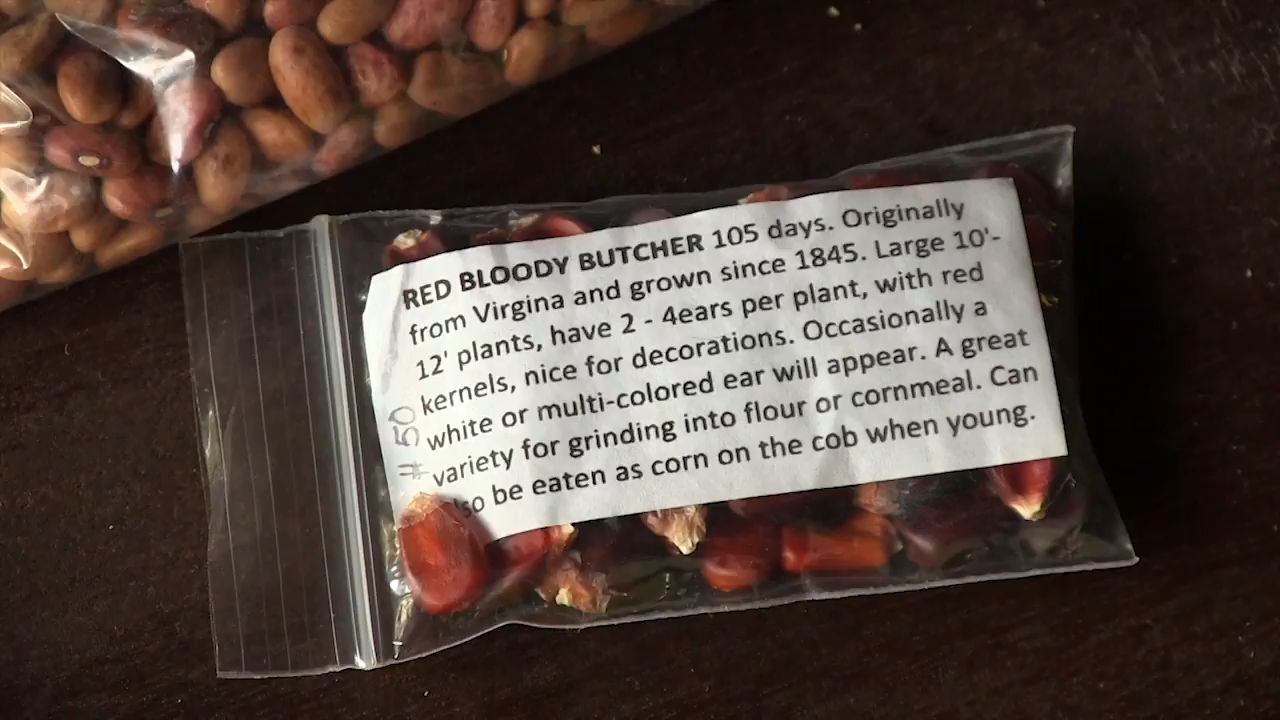 RED BLOODY BUTCHER 105 days. Originally
from Virgina and grown since 1845. Large 10'-
12' plants, have 2 - 4ears per plant, with red
kernels, nice for decorations. Occasionally a
white or multi-colored ear will appear. A great
variety for grinding into flour or cornmeal. Can
so be eaten as corn on the cob when young.
#50